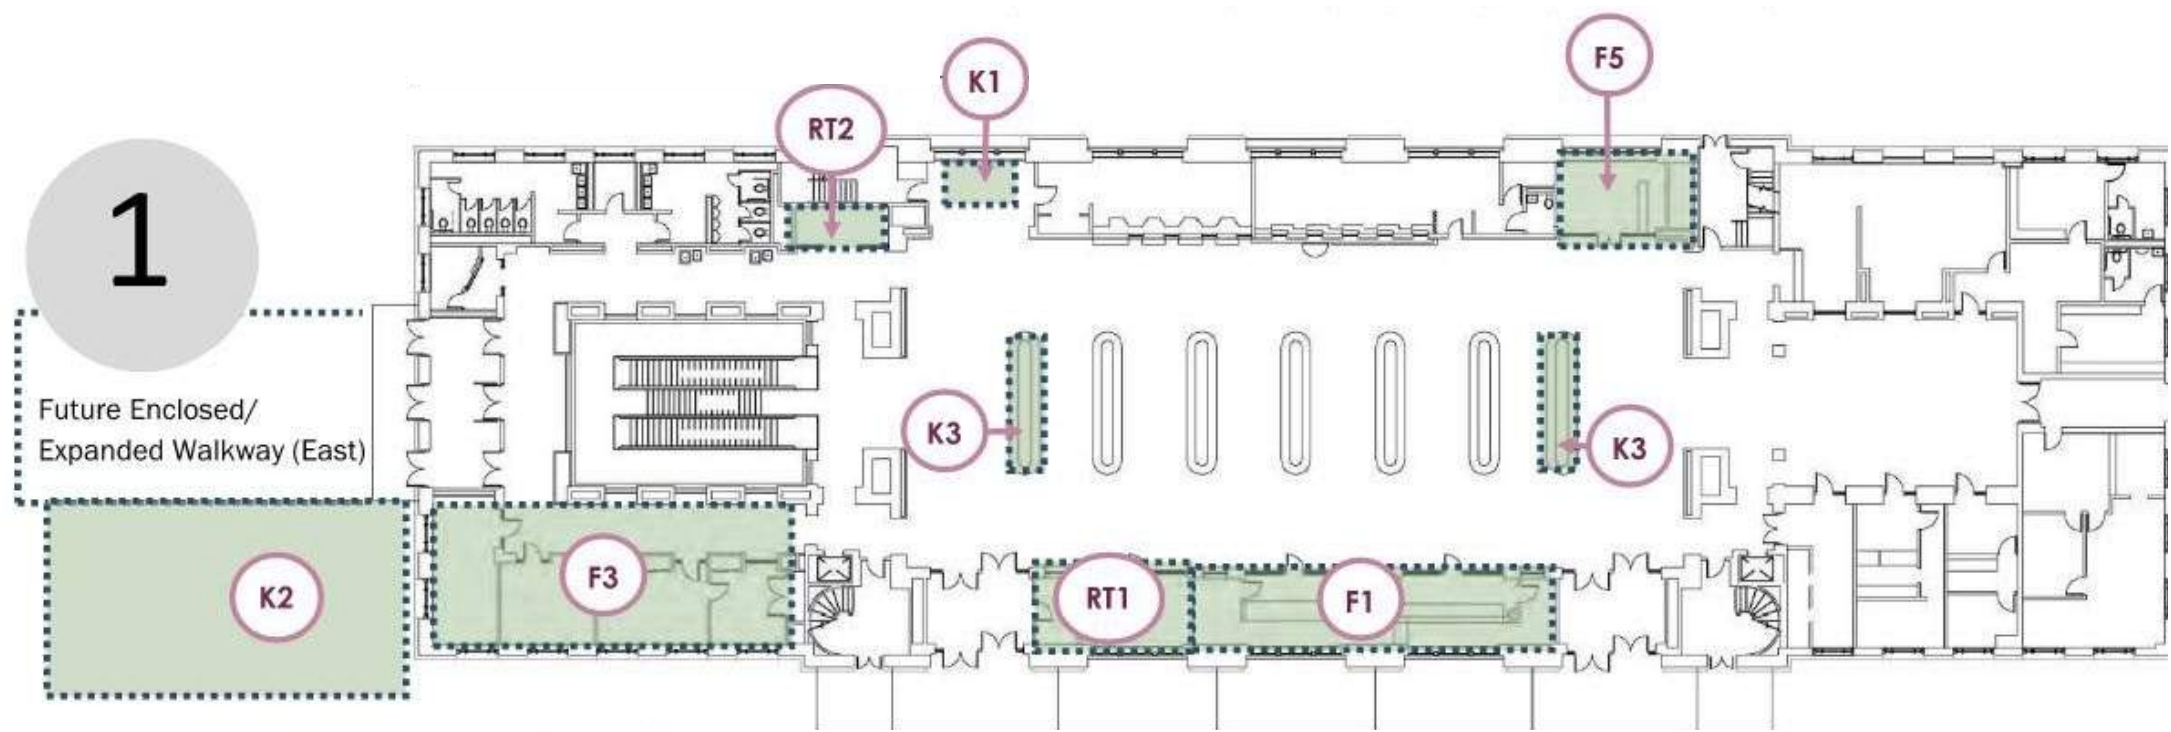 F5
K1
RT2
1
Future Enclosed/
Expanded Walkway (East)
K3
K3
K2
F3
RT1
F1